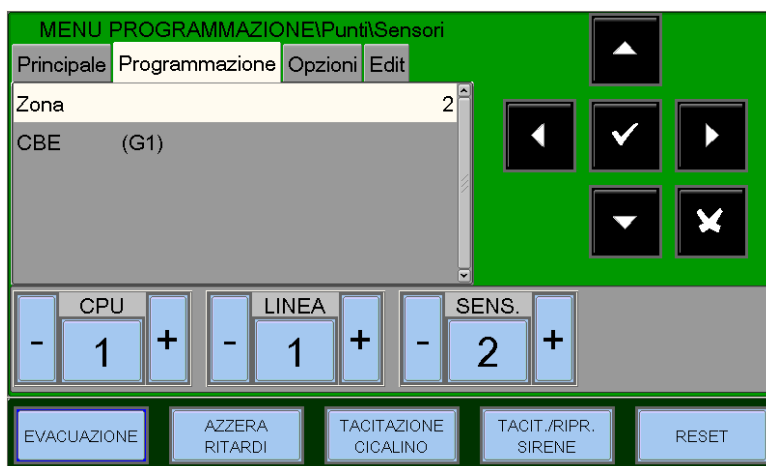 MENU PROGRAMMAZIONE\Punti\Sensori
Principale Programmazione Opzioni Edit
Zona 2
CBE (G1)
CPU LINEA SENS.
- 1 + - 1 + - 2 +
EVACUAZIONE AZZERA RITARDI TACITAZIONE CICALINO TACIT./RIPR. SIRENE RESET